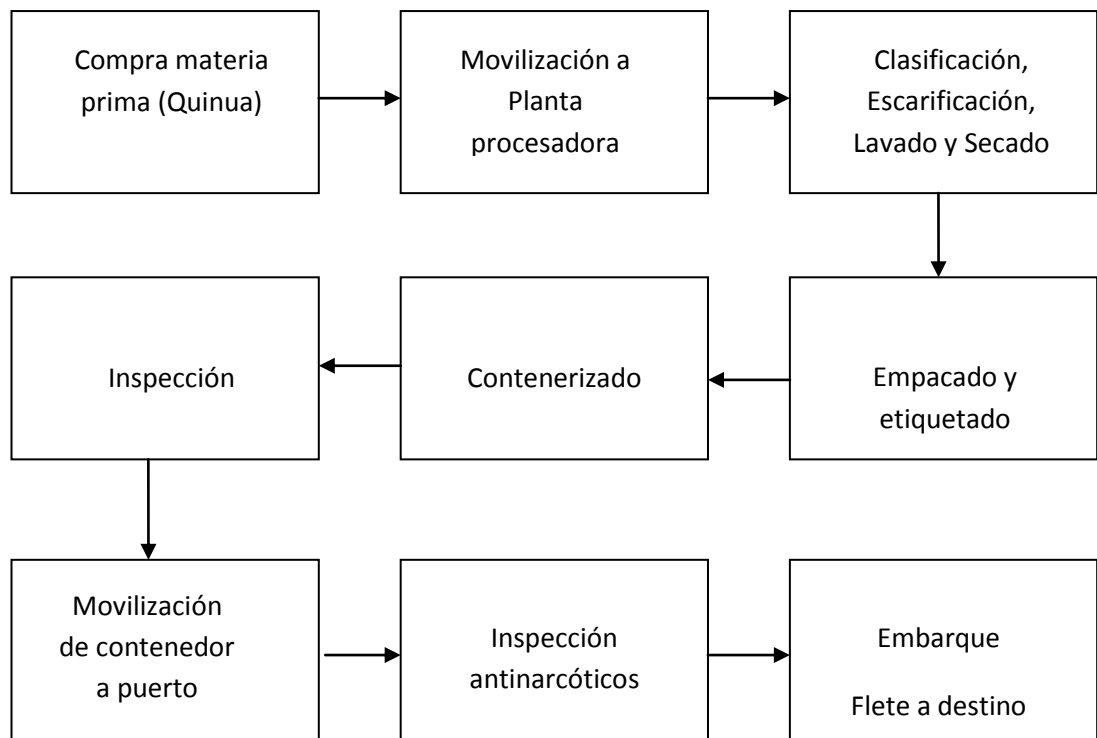 Compra materia
prima (Quinua)
Movilización a
Planta
procesadora
Clasificación,
Escarificación,
Lavado y Secado
Empacado y
etiquetado
Contenerizado
Inspección
Movilización
de contenedor
a puerto
Inspección
antinarcóticos
Embarque
Flete a destino